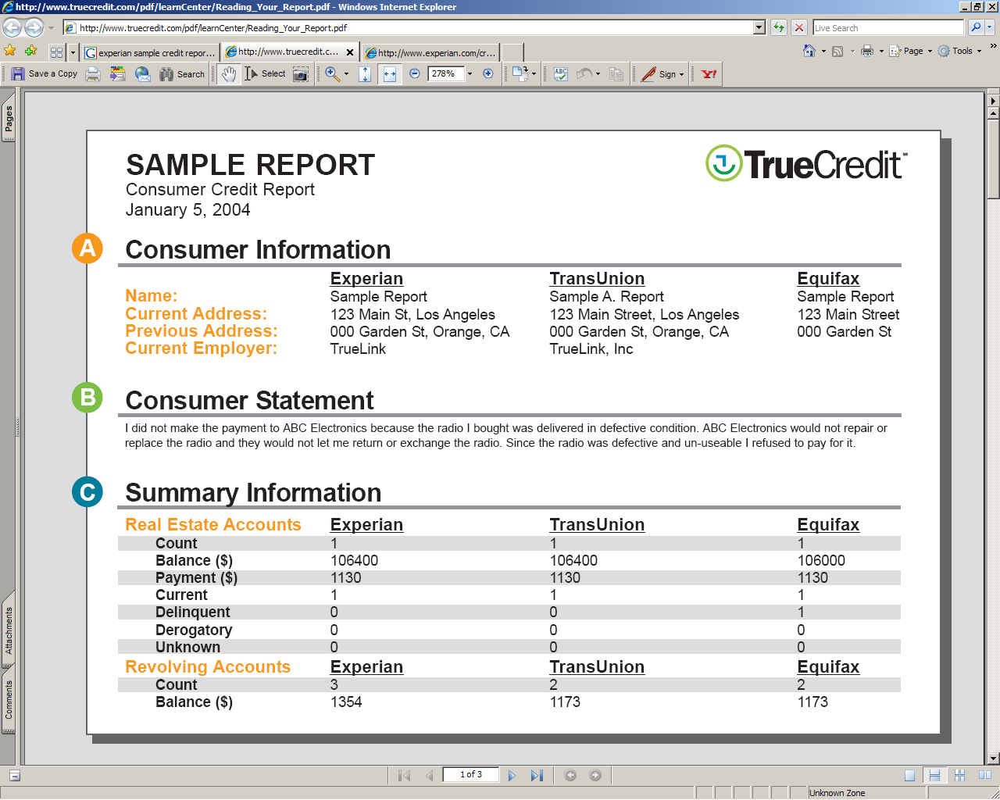 http://www.truecredit.com/pdf/learnCenter/Reading_Your_Report.pdf - Windows Internet Explorer
http://www.truecredit.com/pdf/learnCenter/Reading_Your_Report.pdf
Live Search
experian sample credit repor...
http://www.truecredit.c...
http://www.experian.com/cr...
Page
Tools
Save a Copy
Search
Select
278%
ABC
Sign
Y!
Pages
Attachments
Comments
SAMPLE REPORT
TrueCredit
Consumer Credit Report
January 5, 2004
A Consumer Information
Experian TransUnion Equifax
Name: Sample Report Sample A. Report Sample Report
Current Address: 123 Main St, Los Angeles 123 Main Street, Los Angeles 123 Main Street
Previous Address: 000 Garden St, Orange, CA 000 Garden St, Orange, CA 000 Garden St
Current Employer: TrueLink TrueLink, Inc
B Consumer Statement
I did not make the payment to ABC Electronics because the radio I bought was delivered in defective condition. ABC Electronics would not repair or
replace the radio and they would not let me return or exchange the radio. Since the radio was defective and un-useable I refused to pay for it.
C Summary Information
Real Estate Accounts Experian TransUnion Equifax
Count 1 1 1
Balance ($) 106400 106400 106000
Payment ($) 1130 1130 1130
Current 1 1 1
Delinquent 0 0 1
Derogatory 0 0 0
Unknown 0 0 0
Revolving Accounts Experian TransUnion Equifax
Count 3 2 2
Balance ($) 1354 1173 1173
1 of 3
Unknown Zone